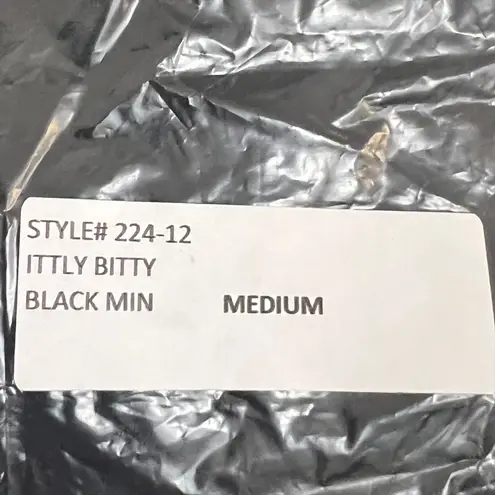 STYLE# 224-12
ITTLY BITTY
BLACK MIN MEDIUM